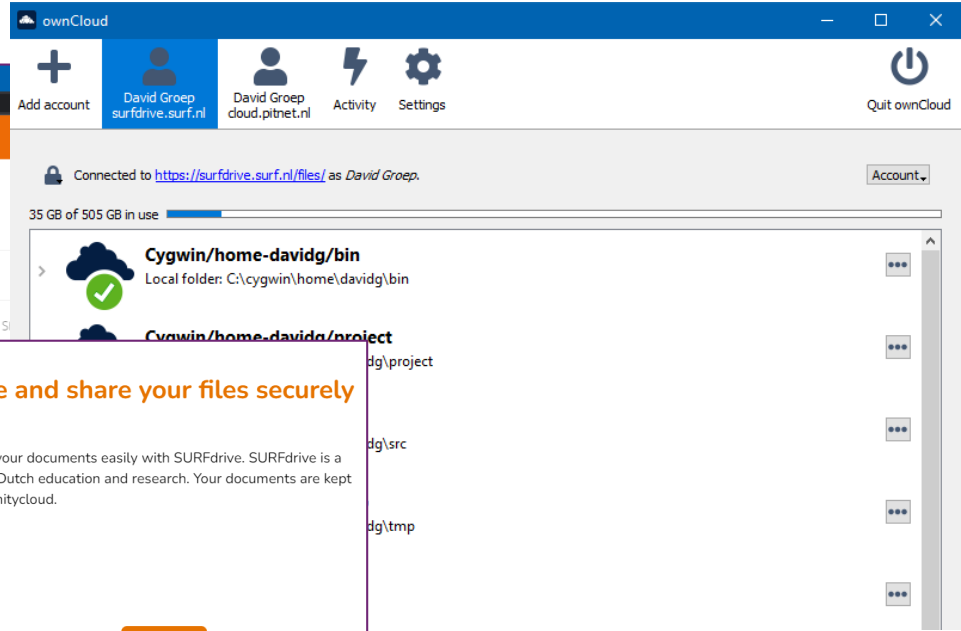 ownCloud
Add account
David Groep
surfdrive.surf.nl
David Groep
cloud.pitnet.nl
Activity
Settings
Quit ownCloud
Connected to https://surfdrive.surf.nl/files/ as David Groep.
Account
35 GB of 505 GB in use
Cygwin/home-davidg/bin
Local folder: C:\cygwin\home\davidg\bin
Cygwin/home-davidg/project
dg\project
e and share your files securely
dg\src
your documents easily with SURFdrive. SURFdrive is a
Dutch education and research. Your documents are kept
nitycloud.
dg\tmp